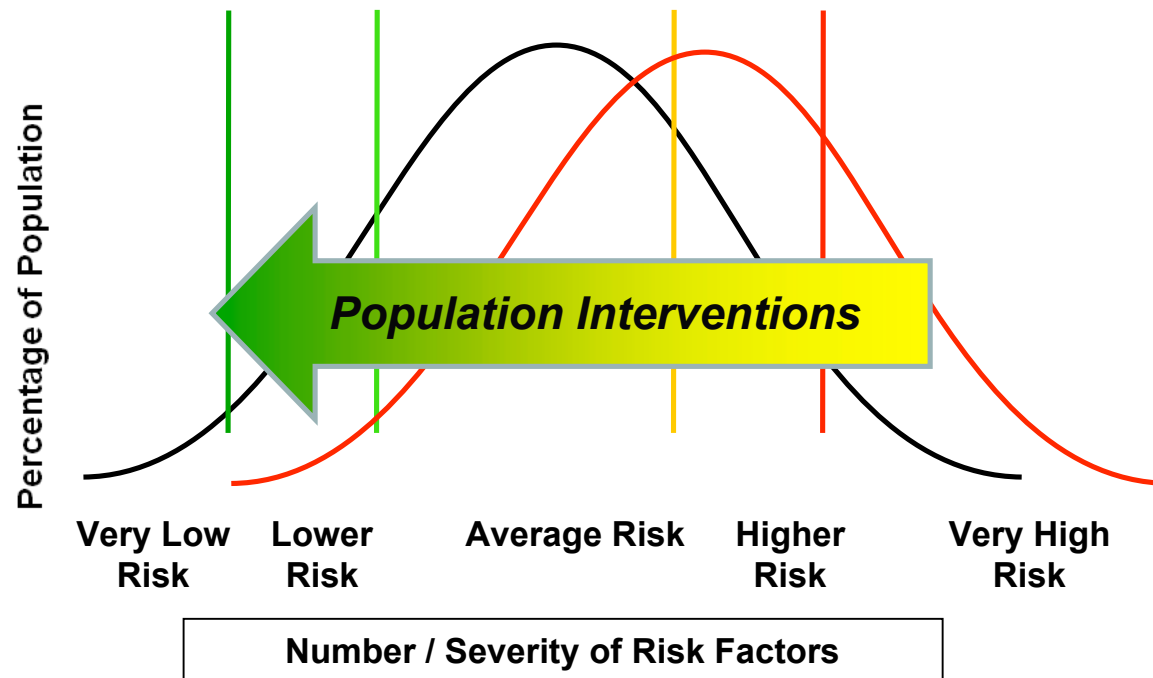 Percentage of Population
Population Interventions
Very Low
Risk
Lower
Risk
Average Risk
Higher
Risk
Very High
Risk
Number / Severity of Risk Factors